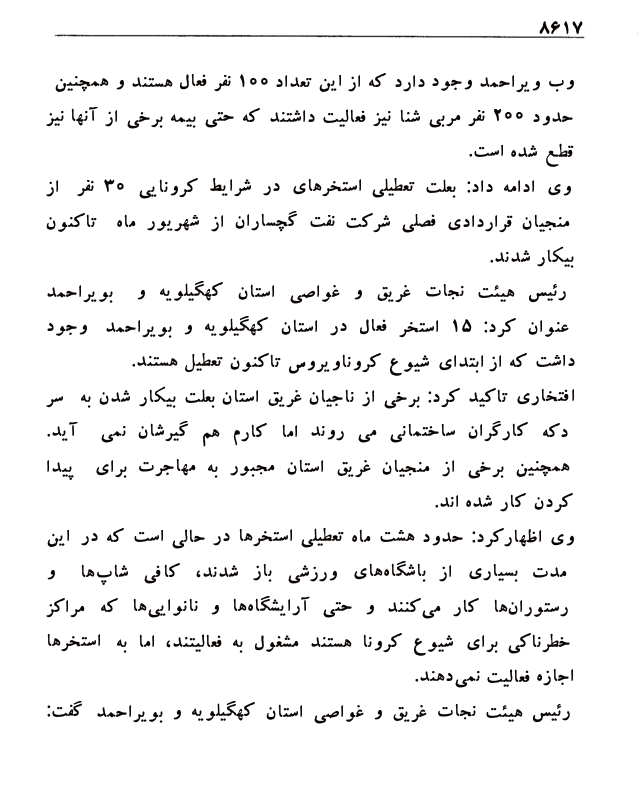 ۸۶۱۷
وب ویراحمد وجود دارد که از این تعداد ۱۰۰ نفر فعال هستند و همچنین
حدود ۲۰۰ نفر مربی شنا نیز فعالیت داشتند که حتی بیمه برخی از آنها نیز
قطع شده است.
وی ادامه داد: بعلت تعطیلی استخرهای در شرایط کرونایی ۳۰ نفر از
منجیان قراردادی فصلی شرکت نفت گچساران از شهریور ماه تاکنون
بیکار شدند.
رئیس هیئت نجات غریق و غواصی استان کهگیلویه و بویراحمد
عنوان کرد: ۱۵ استخر فعال در استان کهگیلویه و بویراحمد وجود
داشت که از ابتدای شیوع کروناویروس تاکنون تعطیل هستند.
افتخاری تاکید کرد: برخی از ناجیان غریق استان بعلت بیکار شدن به سر
دکه کارگران ساختمانی می روند اما کارم هم گیرشان نمی آید.
همچنین برخی از منجیان غریق استان مجبور به مهاجرت برای پیدا
کردن کار شده اند.
وی اظهارکرد: حدود هشت ماه تعطیلی استخرها در حالی است که در این
مدت بسیاری از باشگاه‌های ورزشی باز شدند، کافی شاپ‌ها و
رستوران‌ها کار می‌کنند و حتی آرایشگاه‌ها و نانوایی‌ها که مراکز
خطرناکی برای شیوع کرونا هستند مشغول به فعالیتند، اما به استخرها
اجازه فعالیت نمی‌دهند.
رئیس هیئت نجات غریق و غواصی استان کهگیلویه و بویراحمد گفت: